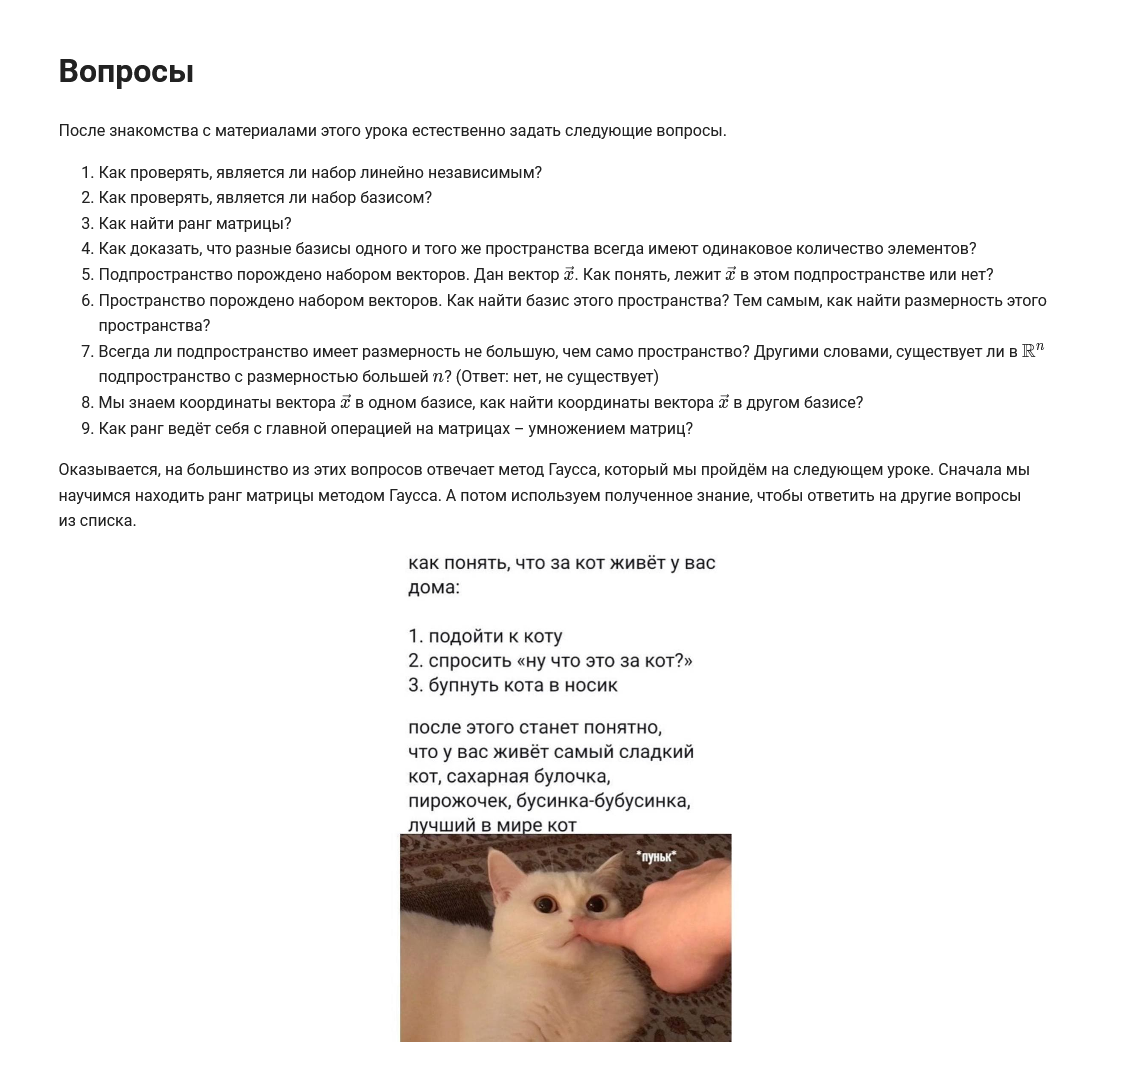 Вопросы
После знакомства с материалами этого урока естественно задать следующие вопросы.
1. Как проверять, является ли набор линейно независимым?
2. Как проверять, является ли набор базисом?
3. Как найти ранг матрицы?
4. Как доказать, что разные базисы одного и того же пространства всегда имеют одинаковое количество элементов?
5. Подпространство порождено набором векторов. Дан вектор $\vec{x}$. Как понять, лежит $\vec{x}$ в этом подпространстве или нет?
6. Пространство порождено набором векторов. Как найти базис этого пространства? Тем самым, как найти размерность этого
пространства?
7. Всегда ли подпространство имеет размерность не большую, чем само пространство? Другими словами, существует ли в $\mathbb{R}^n$
подпространство с размерностью большей $n$? (Ответ: нет, не существует)
8. Мы знаем координаты вектора $\vec{x}$ в одном базисе, как найти координаты вектора $\vec{x}$ в другом базисе?
9. Как ранг ведёт себя с главной операцией на матрицах – умножением матриц?
Оказывается, на большинство из этих вопросов отвечает метод Гаусса, который мы пройдём на следующем уроке. Сначала мы
научимся находить ранг матрицы методом Гаусса. А потом используем полученное знание, чтобы ответить на другие вопросы
из списка.
как понять, что за кот живёт у вас
дома:
1. подойти к коту
2. спросить «ну что это за кот?»
3. бупнуть кота в носик
после этого станет понятно,
что у вас живёт самый сладкий
кот, сахарная булочка,
пирожочек, бусинка-бубусинка,
лучший в мире кот
*пуньк*